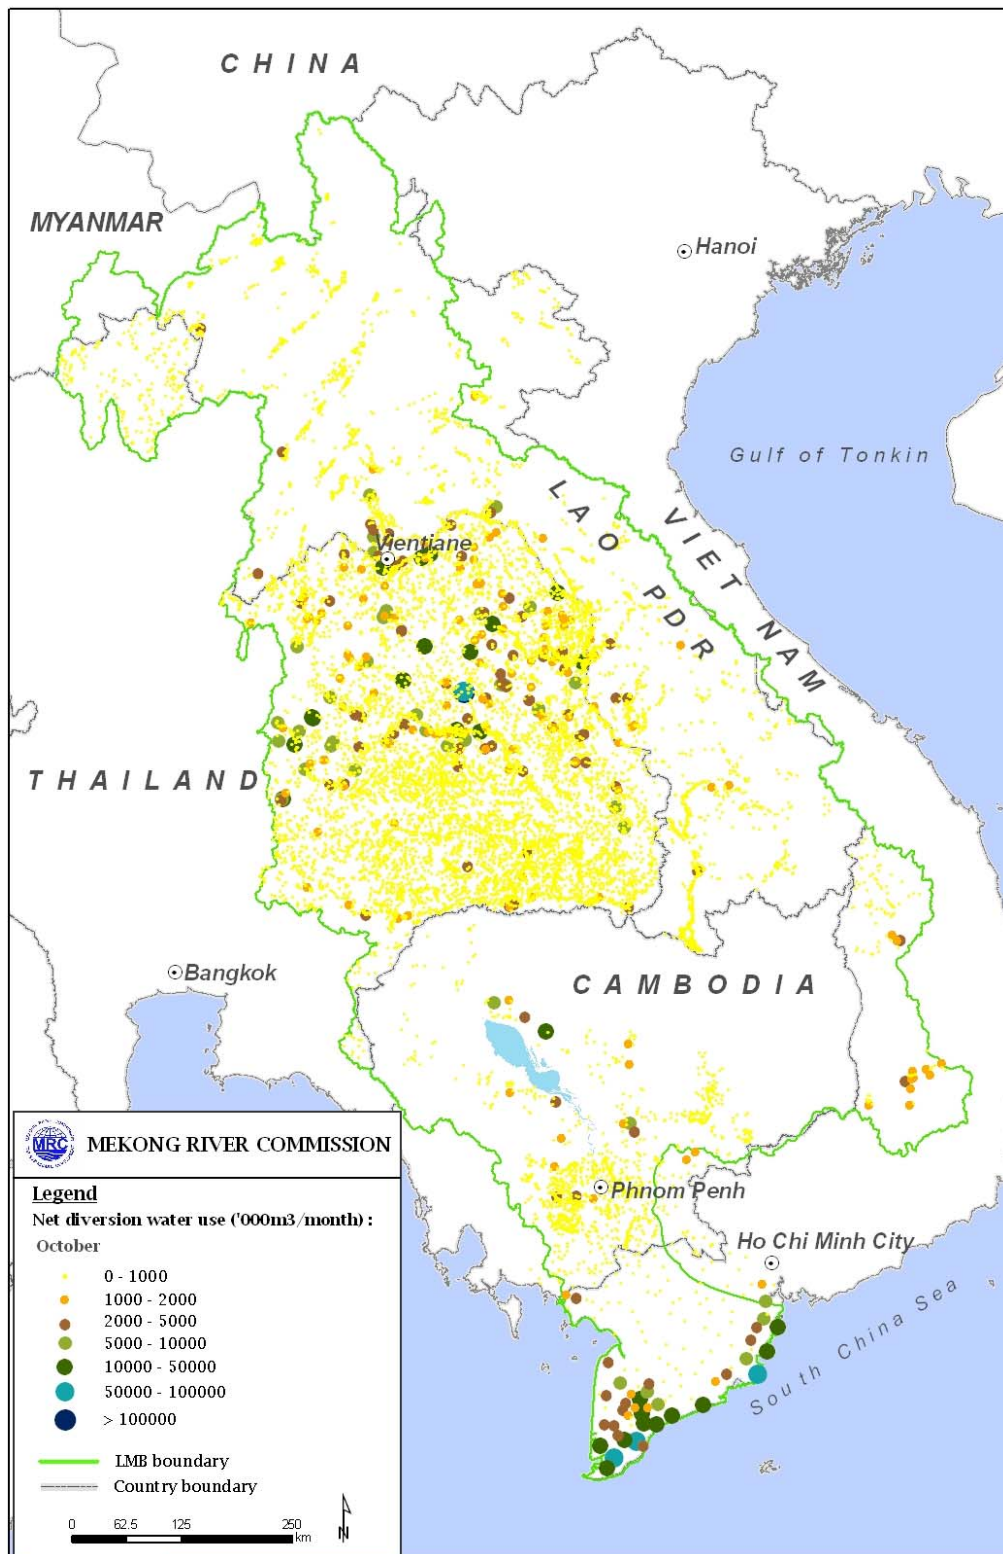 CHINA
MYANMAR
Hanoi
Gulf of Tonkin
LAO PDR
VIET NAM
Vientiane
THAILAND
Bangkok
CAMBODIA
Phnom Penh
Ho Chi Minh City
South China Sea
MRC
MEKONG RIVER COMMISSION
Legend
Net diversion water use ('000m3/month) :
October
0 - 1000
1000 - 2000
2000 - 5000
5000 - 10000
10000 - 50000
50000 - 100000
> 100000
LMB boundary
Country boundary
0 62.5 125 250
km
N